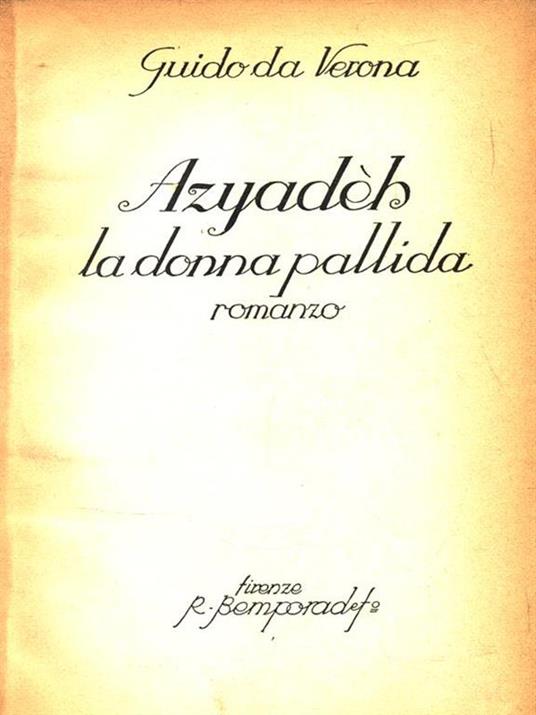 Guido da Verona
Azyadèh
la donna pallida
romanzo
firenze
R. Bemporad e f.o